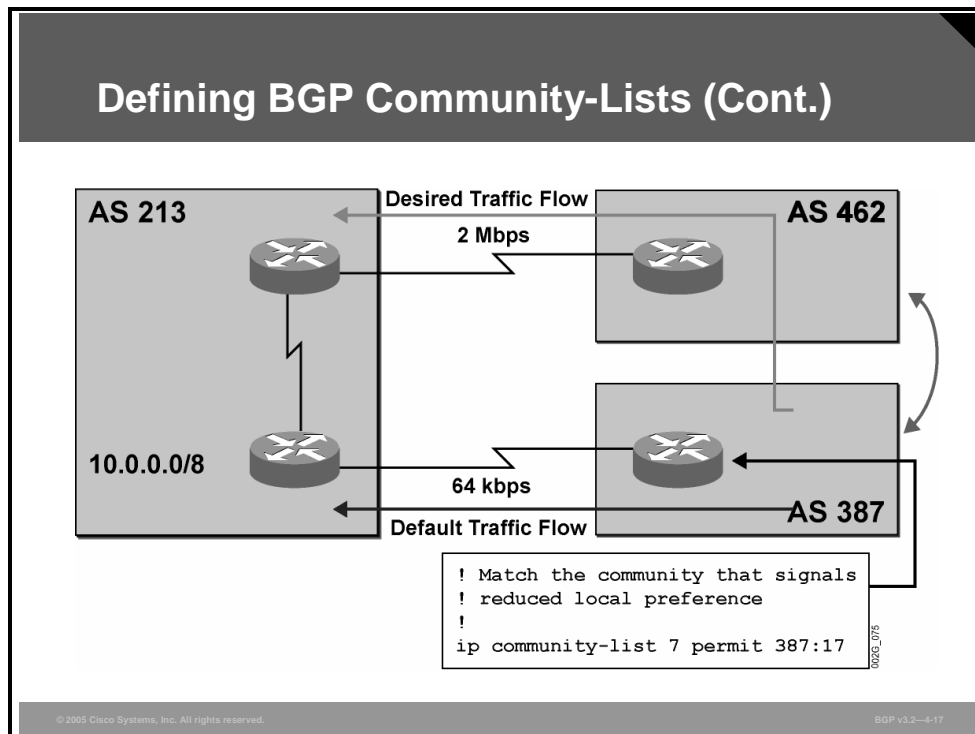 Defining BGP Community-Lists (Cont.)
AS 213
Desired Traffic Flow
AS 462
2 Mbps
10.0.0.0/8
64 kbps
AS 387
Default Traffic Flow
! Match the community that signals
! reduced local preference
!
ip community-list 7 permit 387:17
002G_075
© 2005 Cisco Systems, Inc. All rights reserved.
BGP v3.2—4-17